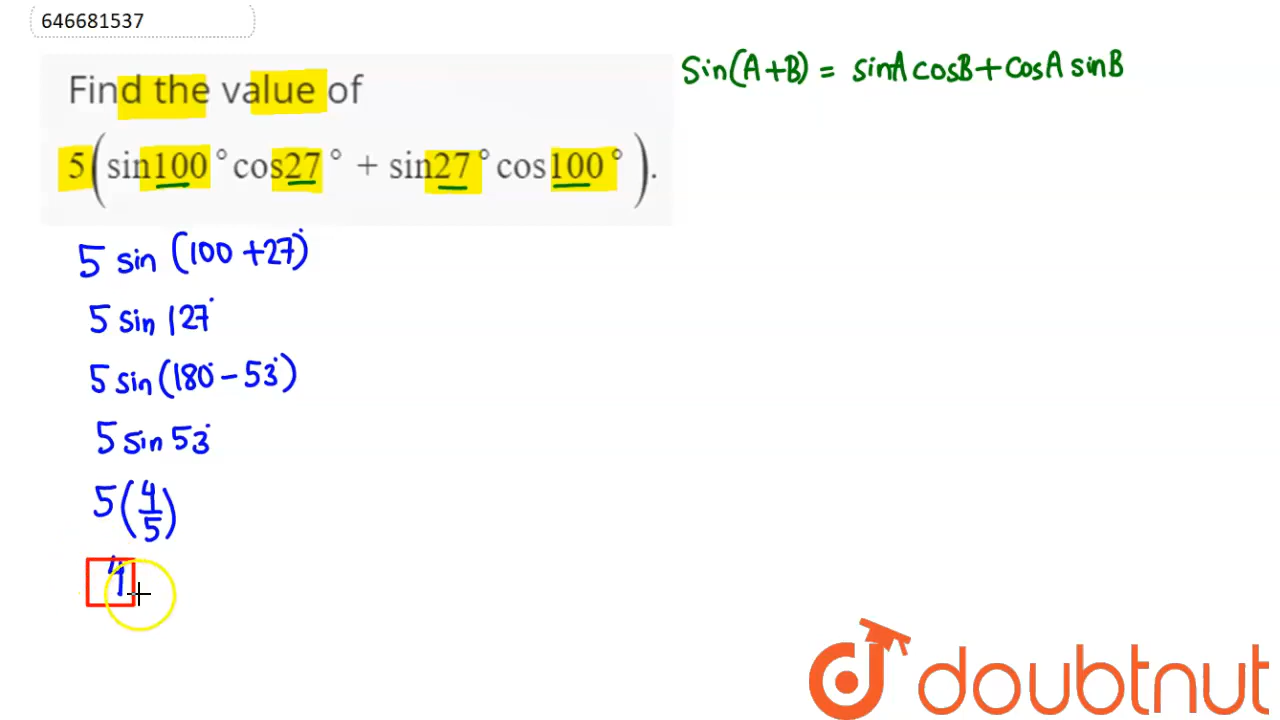 646681537
Find the value of
5(sin100°cos27° + sin27°cos100°).
Sin(A+B) = sinA cosB + cosA sinB
5 sin (100 + 27°)
5 sin 127°
5 sin (180° - 53°)
5 sin 53°
5 (4/5)
4
doubtnut